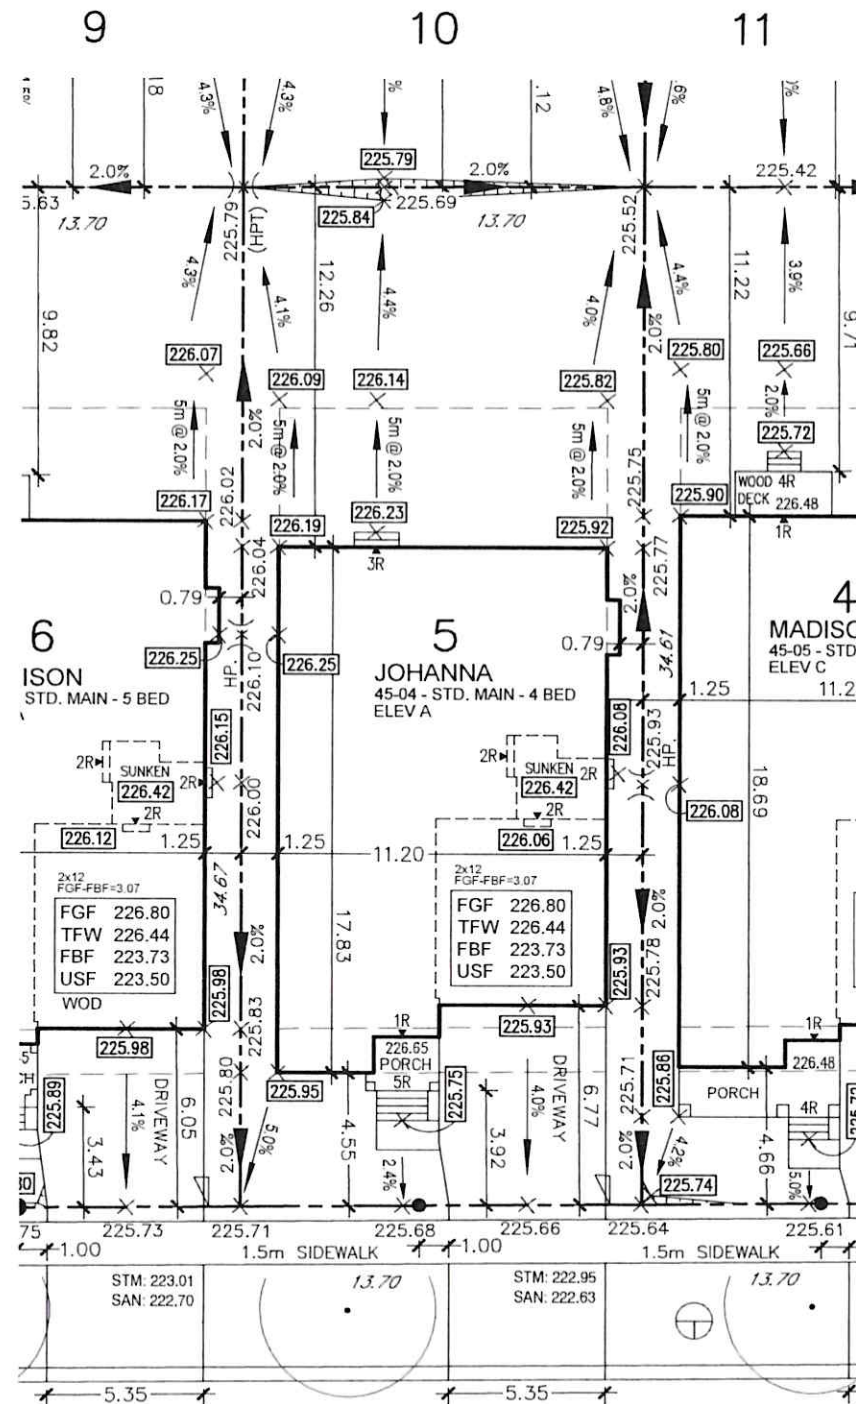 9
10
11
4.3%
4.3%
.12
4.8%
225.79
225.42
2.0%
2.0%
13.70
225.79
(HPT)
225.84
225.69
13.70
225.52
4.3%
4.1%
12.26
4.4%
4.0%
2.0%
4.4%
11.22
3.9%
9.82
226.07
226.09
226.14
225.82
225.80
225.66
5m @ 2.0%
2.0%
5m @ 2.0%
5m @ 2.0%
5m @ 2.0%
5m @ 2.0%
2.0%
225.72
226.17
226.02
226.19
226.23
225.92
225.75
225.90
WOOD 4R
DECK 226.48
1R
226.04
3R
225.77
0.79
2.0%
0.79
34.61
6
ISON
STD. MAIN - 5 BED
226.25
HP.
226.10
226.25
5
JOHANNA
45-04 - STD. MAIN - 4 BED
ELEV A
4
MADISO
45-05 - STD
ELEV C
1.25
11.2
226.15
226.08
225.93
HP.
2R
SUNKEN
226.42
2R
2R
226.00
2R
SUNKEN
226.42
2R
2R
18.69
226.08
226.12
1.25
1.25
11.20
226.06
1.25
2x12
FGF-FBF=3.07
FGF 226.80
TFW 226.44
FBF 223.73
USF 223.50
WOD
34.67
2.0%
17.83
2x12
FGF-FBF=3.07
FGF 226.80
TFW 226.44
FBF 223.73
USF 223.50
2.0%
225.78
225.98
225.98
225.83
225.93
225.93
1R
226.65
PORCH
5R
225.75
1R
226.48
225.89
DRIVEWAY
4.1%
6.05
225.80
225.95
DRIVEWAY
4.0%
6.77
225.71
225.86
PORCH
4R
3.43
2.0%
5.0%
4.55
2.4%
3.92
2.0%
4.2%
225.74
4.66
5.0%
75
225.73
225.71
225.68
225.66
225.64
225.61
1.00
1.5m SIDEWALK
1.00
1.5m SIDEWALK
STM: 223.01
SAN: 222.70
13.70
STM: 222.95
SAN: 222.63
13.70
5.35
5.35